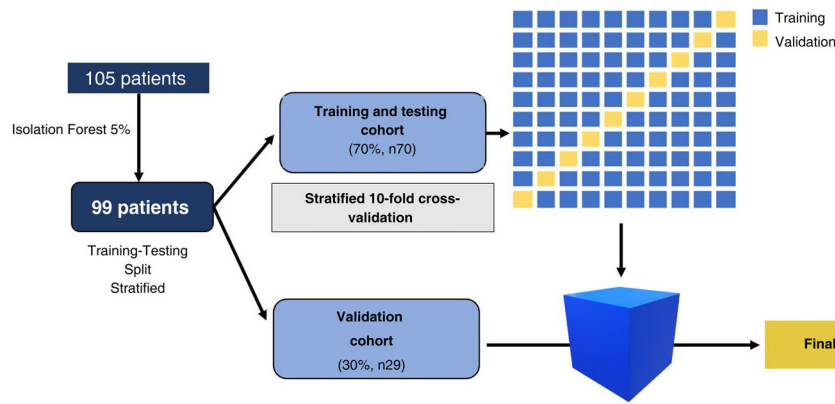 105 patients
Isolation Forest 5%
99 patients
Training-Testing
Split
Stratified
Training and testing
cohort
(70%, n70)
Stratified 10-fold cross-
validation
Validation
cohort
(30%, n29)
Training
Validation
Final